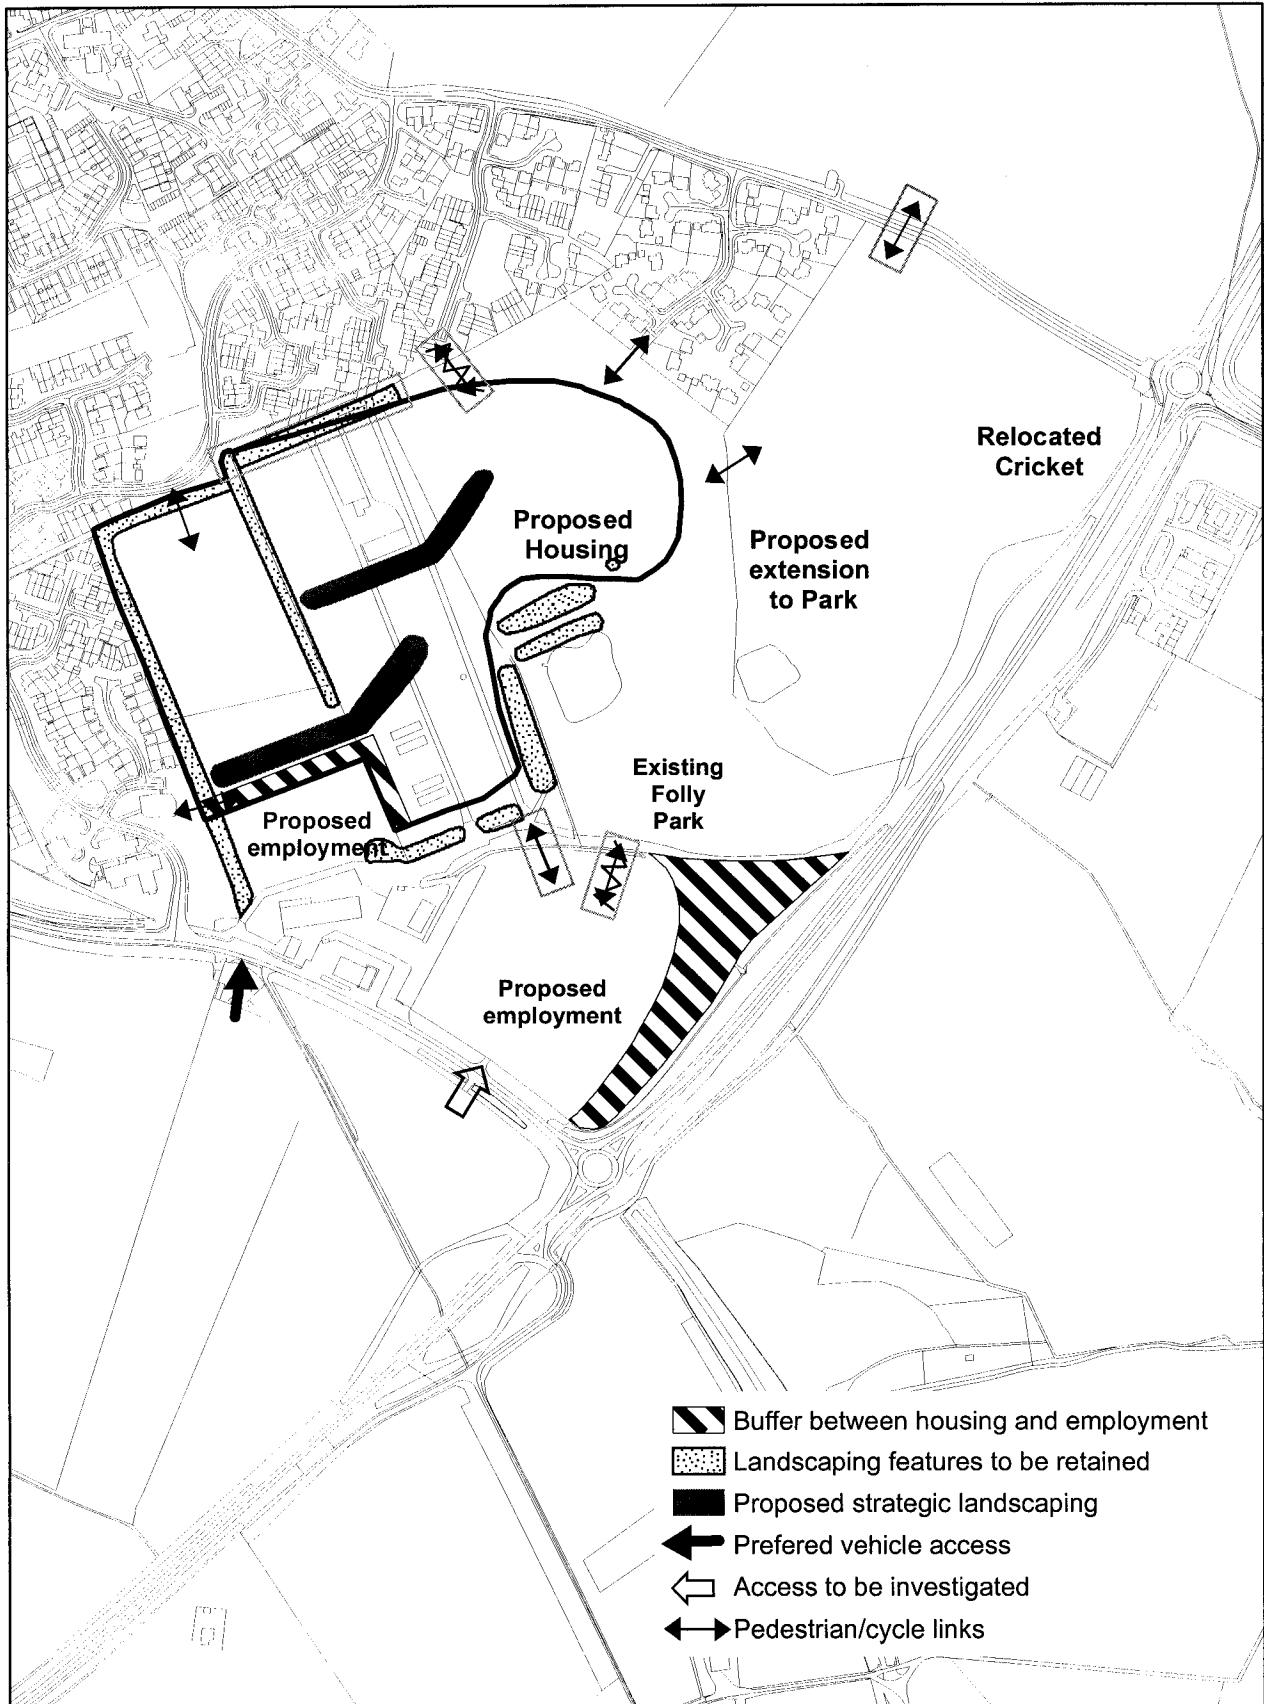 Relocated
Cricket
Proposed
Housing
Proposed
extension
to Park
Existing
Folly
Park
Proposed
employment
Proposed
employment
Buffer between housing and employment
Landscaping features to be retained
Proposed strategic landscaping
Prefered vehicle access
Access to be investigated
Pedestrian/cycle links